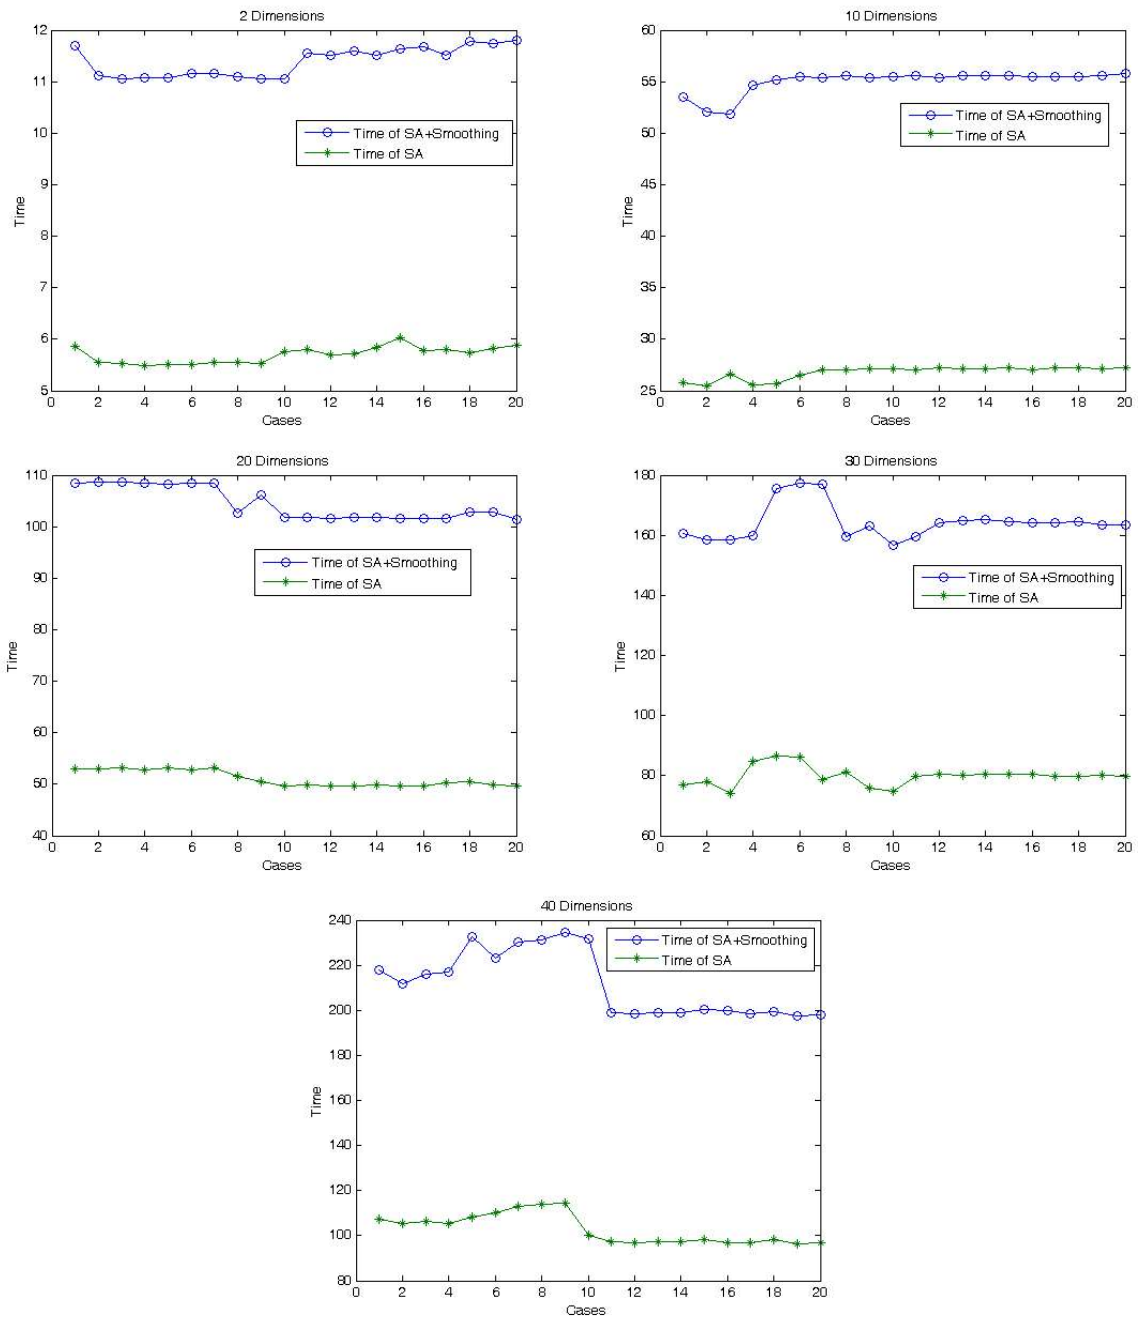 2 Dimensions
12
11
10
9
8
7
6
5
Time
0 2 4 6 8 10 12 14 16 18 20
Cases
Time of SA+Smoothing
Time of SA
10 Dimensions
60
55
50
45
40
35
30
25
Time
0 2 4 6 8 10 12 14 16 18 20
Cases
Time of SA+Smoothing
Time of SA
20 Dimensions
110
100
90
80
70
60
50
40
Time
0 2 4 6 8 10 12 14 16 18 20
Cases
Time of SA+Smoothing
Time of SA
30 Dimensions
180
160
140
120
100
80
60
Time
0 2 4 6 8 10 12 14 16 18 20
Cases
Time of SA+Smoothing
Time of SA
40 Dimensions
240
220
200
180
160
140
120
100
80
Time
0 2 4 6 8 10 12 14 16 18 20
Cases
Time of SA+Smoothing
Time of SA